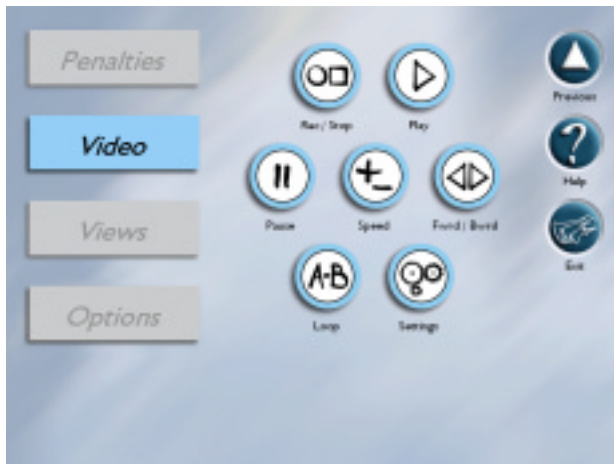 Penalties
Video
Views
Options
Rec / Stop
Play
Pause
Speed
Fwrd / Bwrd
A-B
Loop
Settings
Previous
?
Help
Exit